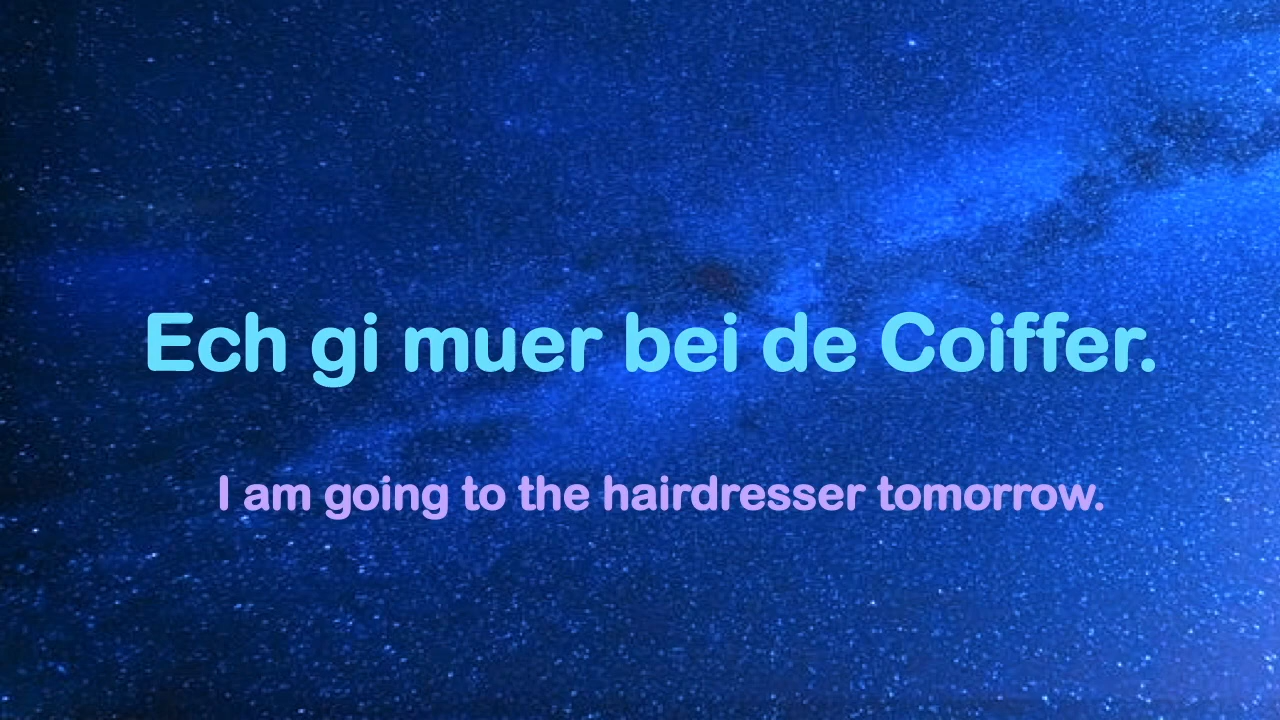 Ech gi muer bei de Coiffer.
I am going to the hairdresser tomorrow.